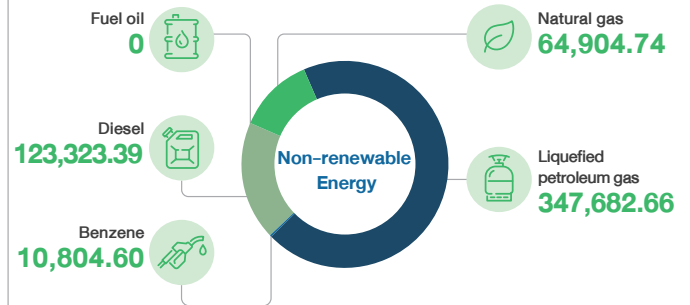 Fuel oil
0
Natural gas
64,904.74
Diesel
123,323.39
Non-renewable
Energy
Liquefied
petroleum gas
347,682.66
Benzene
10,804.60